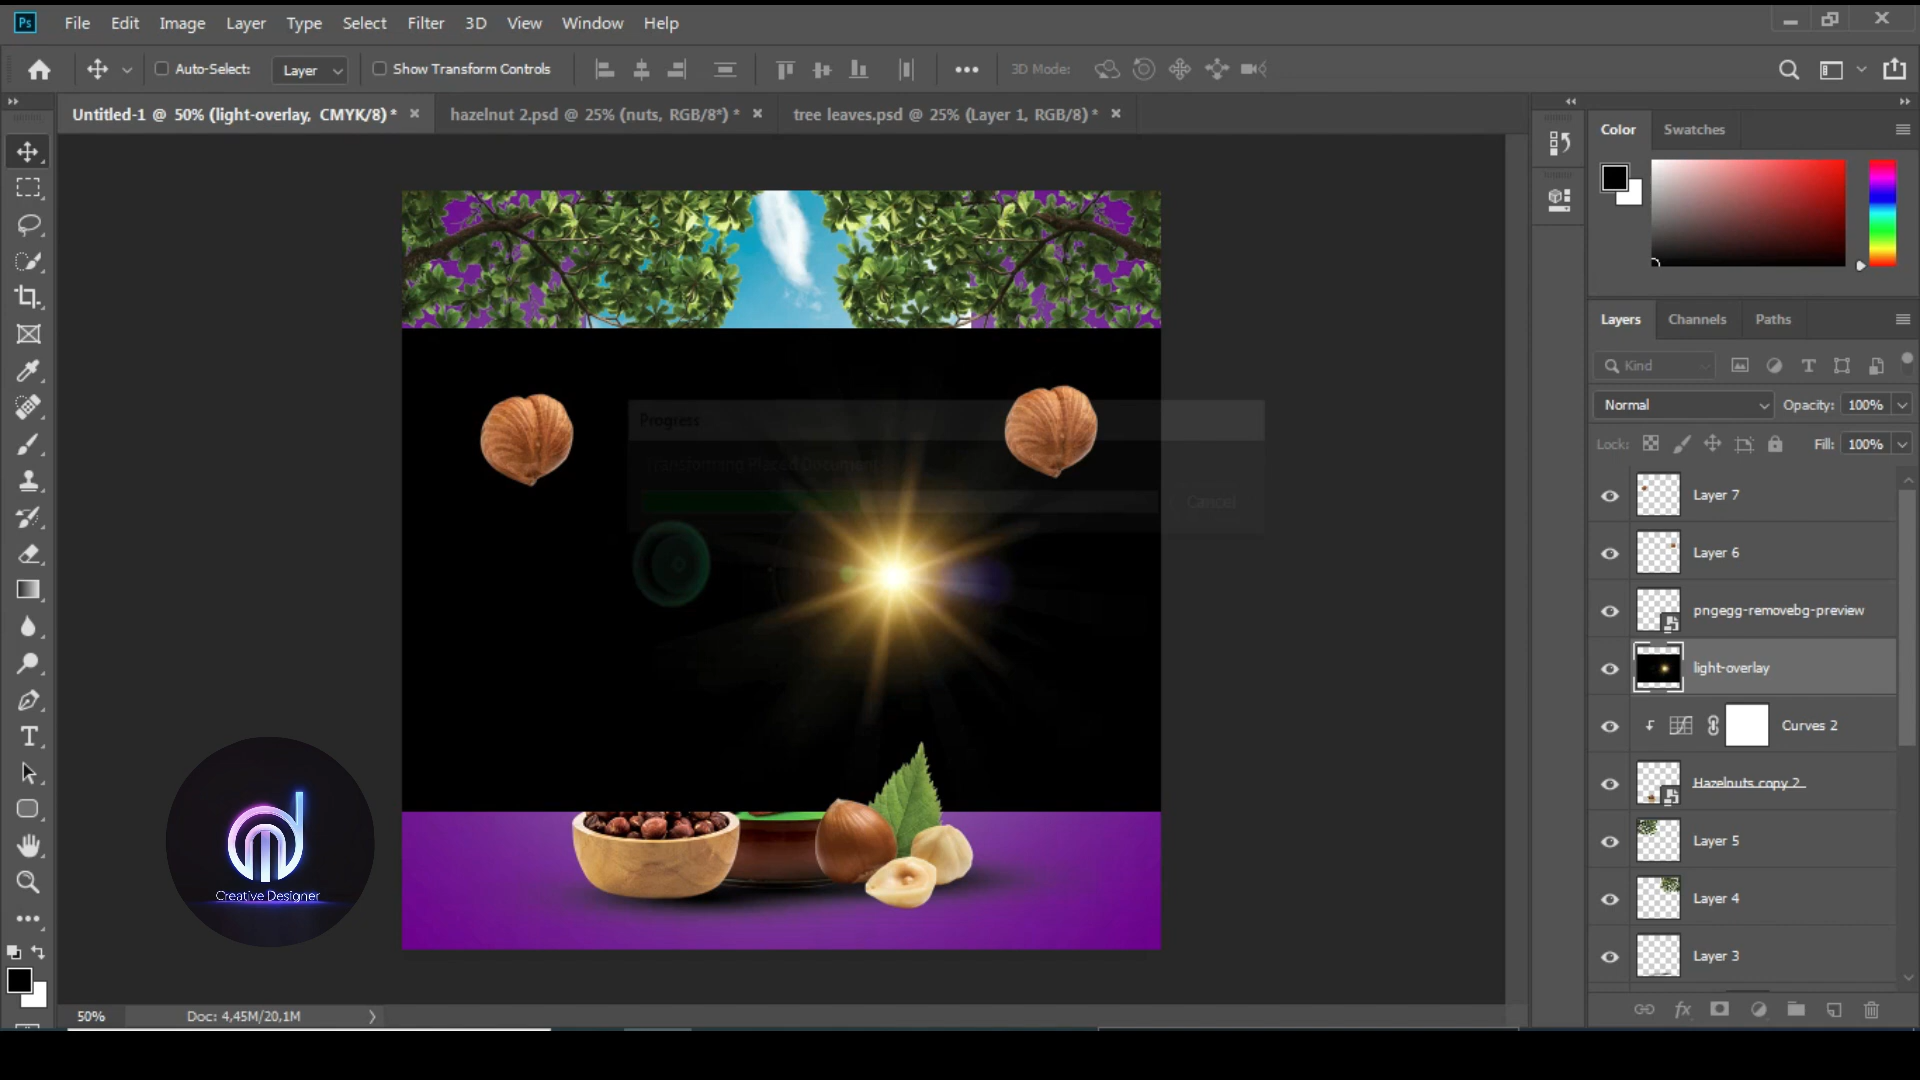 Ps File Edit Image Layer Type Select Filter 3D View Window Help
Auto-Select: Layer Show Transform Controls 3D Mode:
Untitled-1 @ 50% (light-overlay, CMYK/8) * hazelnut 2.psd @ 25% (nuts, RGB/8*) * tree leaves.psd @ 25% (Layer 1, RGB/8) *
Color Swatches
Layers Channels Paths
Kind
Normal Opacity: 100%
Lock: Fill: 100%
Layer 7
Layer 6
pngegg-removebg-preview
light-overlay
Curves 2
Hazelnuts copy 2
Layer 5
Layer 4
Layer 3
Progress
Transforming Placed Document
Cancel
Creative Designer
50% Doc: 4,45M/20,1M